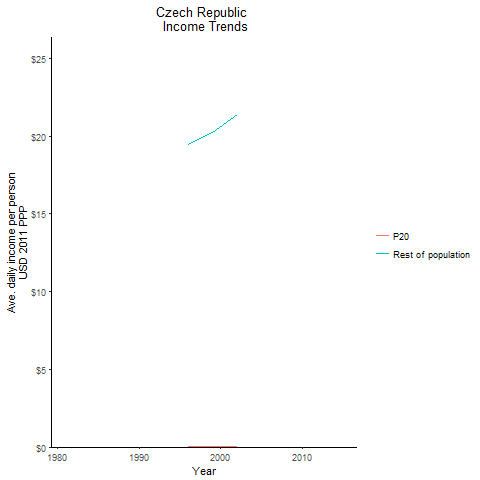 Czech Republic
Income Trends
$25
$20
$15
$10
$5
$0
Ave. daily income per person
USD 2011 PPP
1980
1990
2000
2010
Year
P20
Rest of population